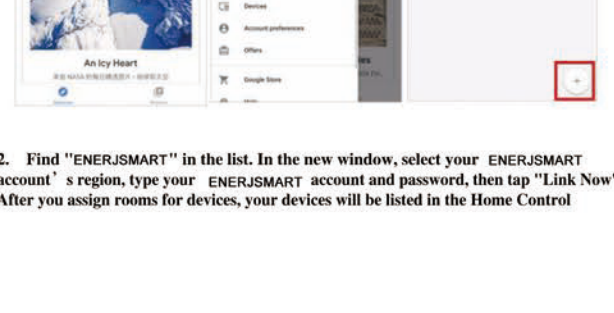 Devices
Account preferences
Offers
An Icy Heart
Google Store
2. Find "ENERJSMART" in the list. In the new window, select your ENERJSMART
account's region, type your ENERJSMART account and password, then tap "Link Now"
After you assign rooms for devices, your devices will be listed in the Home Control